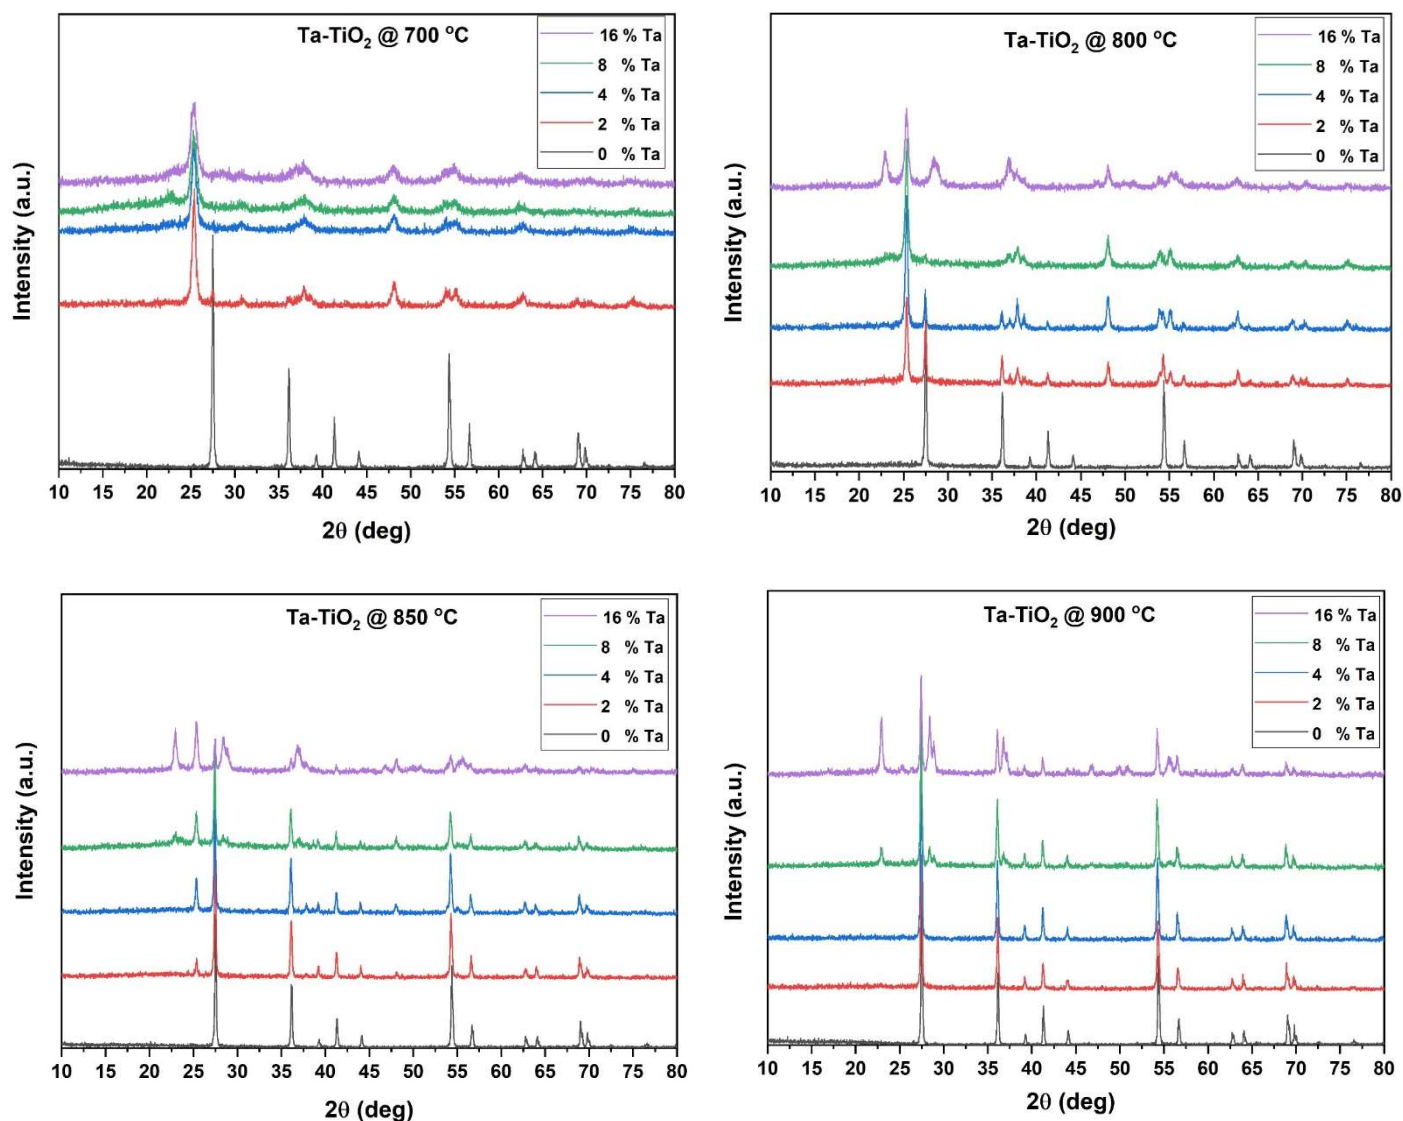 Ta-TiO2 @ 700 °C
16 % Ta
8 % Ta
4 % Ta
2 % Ta
0 % Ta
Intensity (a.u.)
10 15 20 25 30 35 40 45 50 55 60 65 70 75 80
2θ (deg)
Ta-TiO2 @ 800 °C
16 % Ta
8 % Ta
4 % Ta
2 % Ta
0 % Ta
Intensity (a.u.)
10 15 20 25 30 35 40 45 50 55 60 65 70 75 80
2θ (deg)
Ta-TiO2 @ 850 °C
16 % Ta
8 % Ta
4 % Ta
2 % Ta
0 % Ta
Intensity (a.u.)
10 15 20 25 30 35 40 45 50 55 60 65 70 75 80
2θ (deg)
Ta-TiO2 @ 900 °C
16 % Ta
8 % Ta
4 % Ta
2 % Ta
0 % Ta
Intensity (a.u.)
10 15 20 25 30 35 40 45 50 55 60 65 70 75 80
2θ (deg)